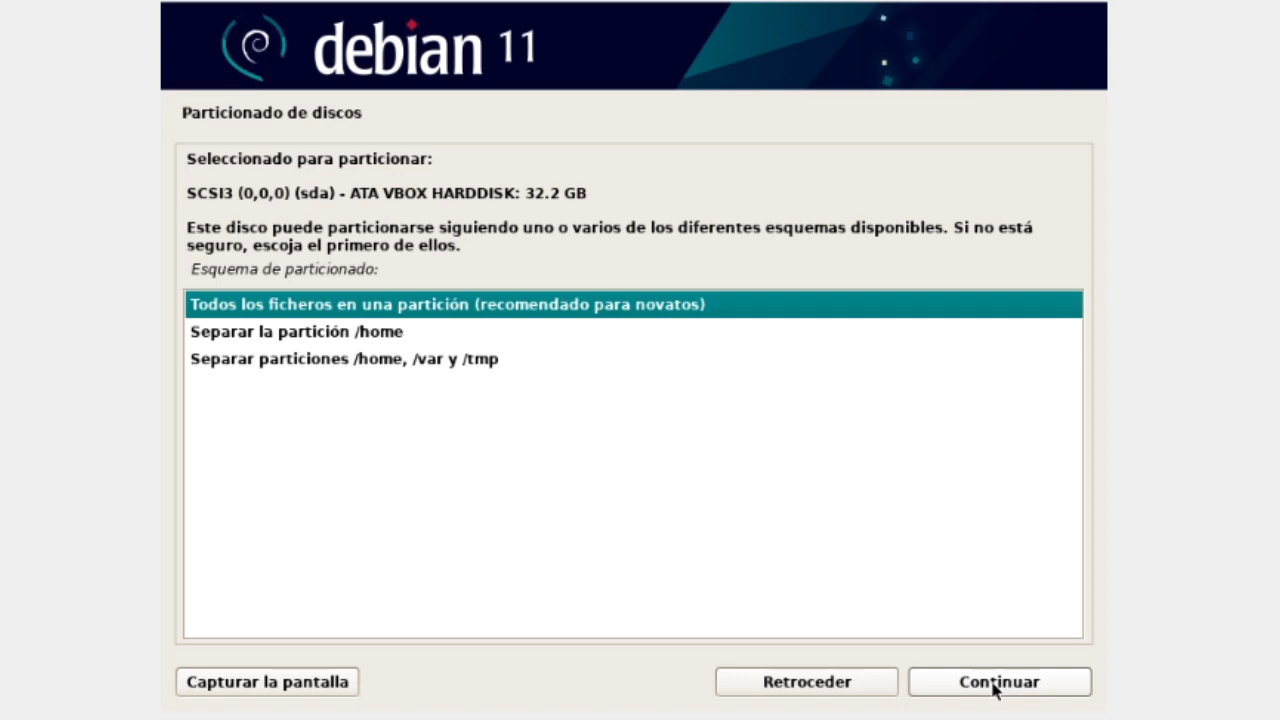 debian 11
Particionado de discos
Seleccionado para particionar:
SCSI3 (0,0,0) (sda) - ATA VBOX HARDDISK: 32.2 GB
Este disco puede particionarse siguiendo uno o varios de los diferentes esquemas disponibles. Si no está
seguro, escoja el primero de ellos.
Esquema de particionado:
Todos los ficheros en una partición (recomendado para novatos)
Separar la partición /home
Separar particiones /home, /var y /tmp
Capturar la pantalla
Retroceder
Continuar